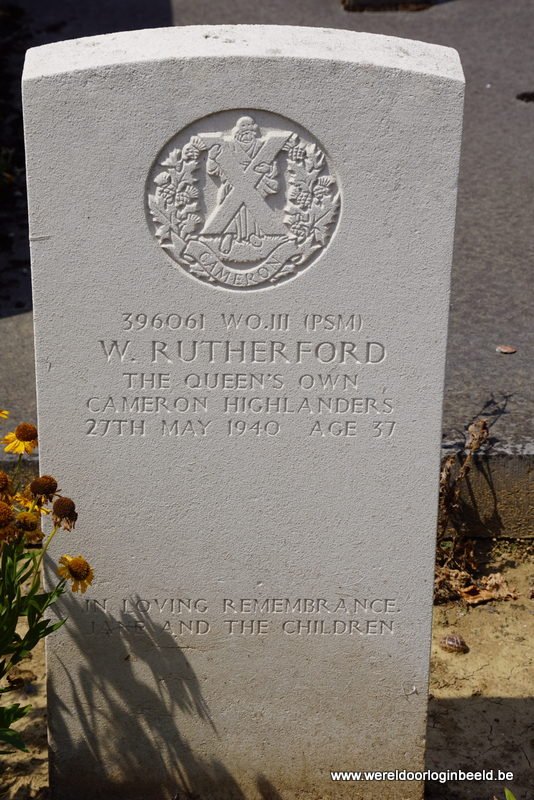 CAMERON
396061 WO.III (PSM)
W. RUTHERFORD
THE QUEEN'S OWN
CAMERON HIGHLANDERS
27TH MAY 1940 AGE 37
IN LOVING REMEMBRANCE.
JANE AND THE CHILDREN
www.wereldoorloginbeeld.be